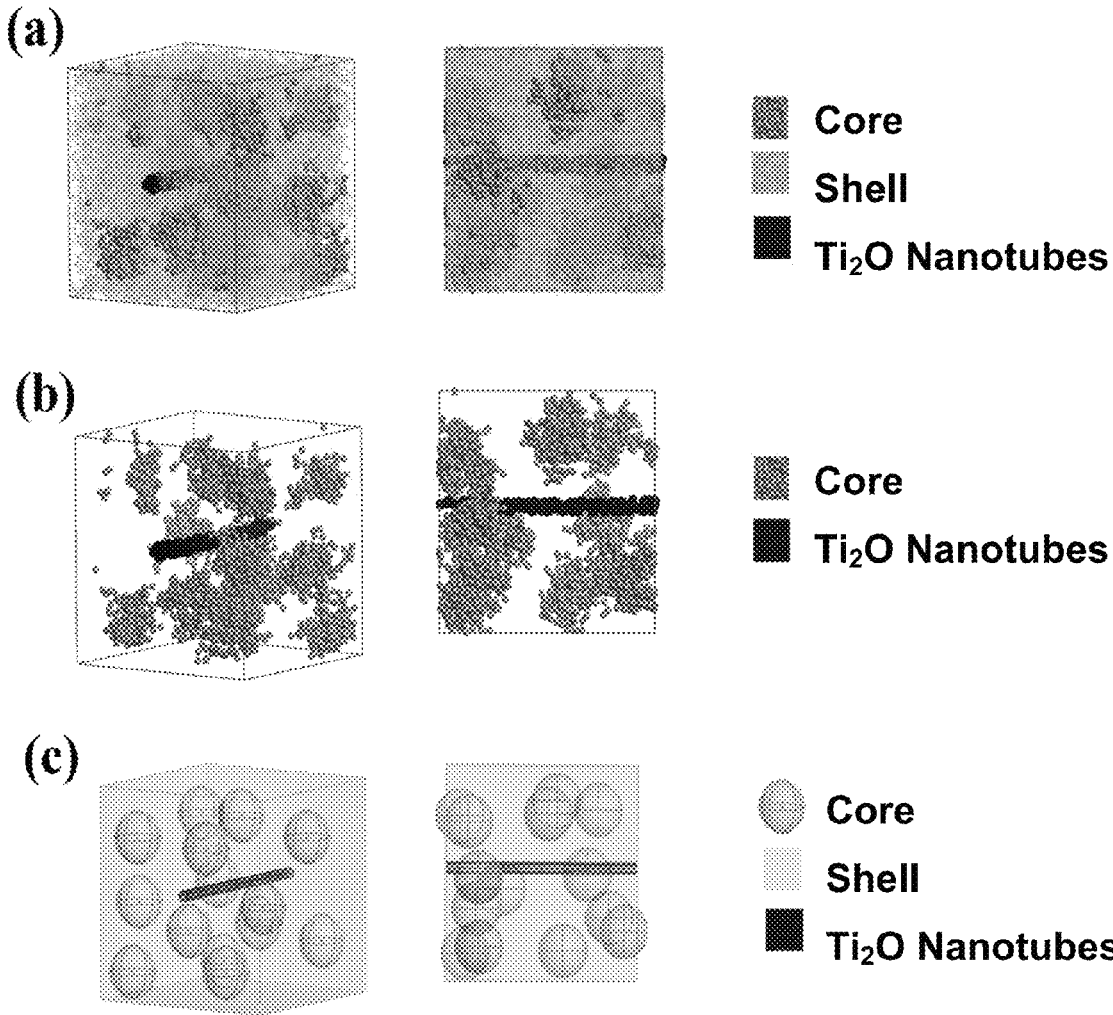 (a)
Core
Shell
Ti₂O Nanotubes
(b)
Core
Ti₂O Nanotubes
(c)
Core
Shell
Ti₂O Nanotubes